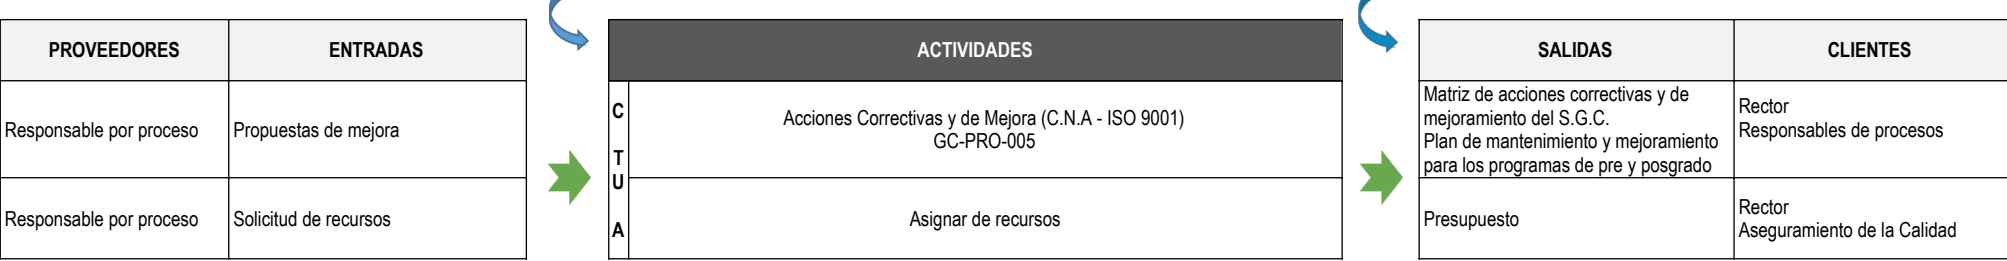 PROVEEDORES
ENTRADAS
ACTIVIDADES
SALIDAS
CLIENTES
Responsable por proceso
Propuestas de mejora
C
T
U
A
Acciones Correctivas y de Mejora (C.N.A - ISO 9001)
GC-PRO-005
Matriz de acciones correctivas y de
mejoramiento del S.G.C.
Plan de mantenimiento y mejoramiento
para los programas de pre y posgrado
Rector
Responsables de procesos
Responsable por proceso
Solicitud de recursos
Asignar de recursos
Presupuesto
Rector
Aseguramiento de la Calidad